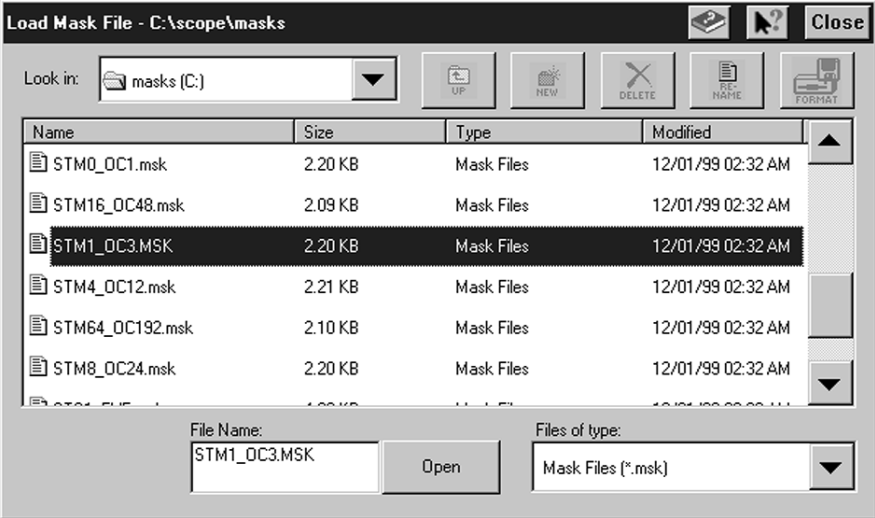 Load Mask File - C:\scope\masks Close
Look in: masks (C:) UP NEW DELETE RE-NAME FORMAT
Name Size Type Modified
STM0_OC1.msk 2.20 KB Mask Files 12/01/99 02:32 AM
STM16_OC48.msk 2.09 KB Mask Files 12/01/99 02:32 AM
STM1_OC3.MSK 2.20 KB Mask Files 12/01/99 02:32 AM
STM4_OC12.msk 2.21 KB Mask Files 12/01/99 02:32 AM
STM64_OC192.msk 2.10 KB Mask Files 12/01/99 02:32 AM
STM8_OC24.msk 2.20 KB Mask Files 12/01/99 02:32 AM
File Name: Files of type:
STM1_OC3.MSK Open Mask Files (*.msk)